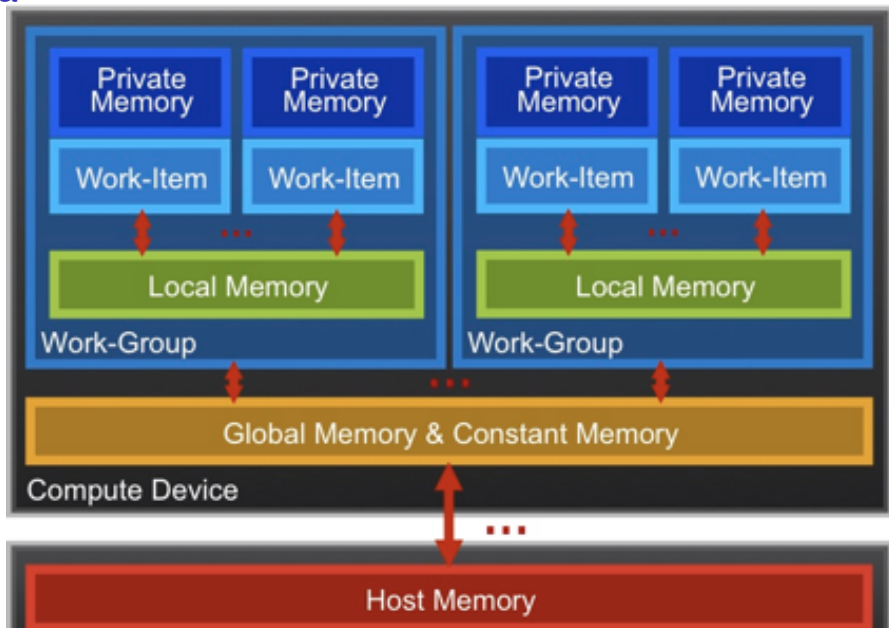 Private Memory
Private Memory
Private Memory
Private Memory
Work-Item
Work-Item
Work-Item
Work-Item
...
...
Local Memory
Local Memory
Work-Group
Work-Group
...
Global Memory & Constant Memory
Compute Device
...
Host Memory